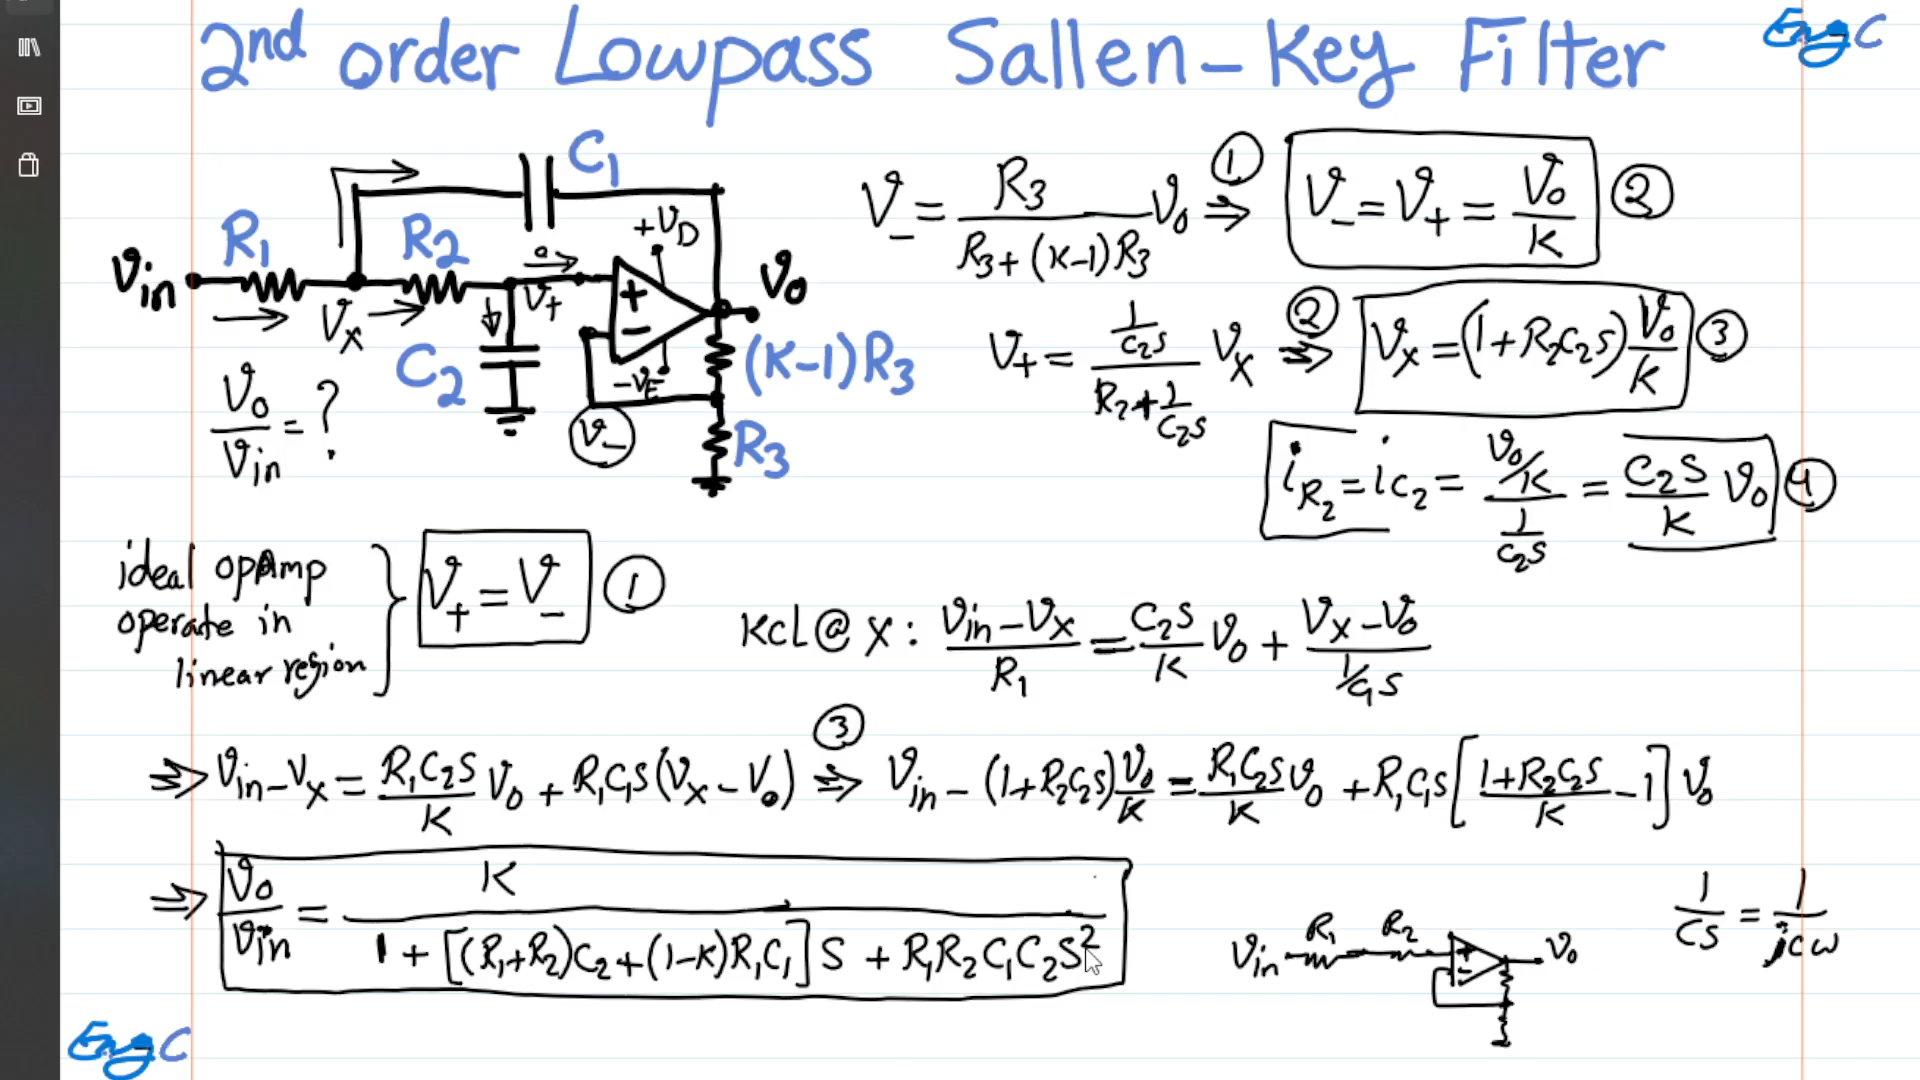 2nd order Lowpass Sallen-Key Filter
EngC
C1
R1
R2
+VD
Vin
Vx
V+
+
-
Vo
C2
-VE
(K-1)R3
V-
R3
Vo/Vin = ?
V- = R3/(R3+(K-1)R3) Vo ⇒ ① V- = V+ = Vo/K ②
V+ = (1/C2S)/(R2+1/C2S) Vx ⇒ ② Vx = (1+R2C2S) Vo/K ③
iR2 = iC2 = (Vo/K)/(1/C2S) = C2S/K Vo ④
ideal opAmp
operate in
linear region
V+ = V- ①
KCL@ X: (Vin-Vx)/R1 = C2S/K Vo + (Vx-Vo)/(1/C1S)
⇒ Vin-Vx = R1C2S/K Vo + R1C1S(Vx-Vo) ⇒ ③ Vin-(1+R2C2S)Vo/K = R1C2S/K Vo + R1C1S[(1+R2C2S)/K -1] Vo
⇒ Vo/Vin = K/(1+[(R1+R2)C2+(1-K)R1C1]S + R1R2C1C2S²)
Vin R1 R2 + - Vo
1/CS = 1/jCω
EngC